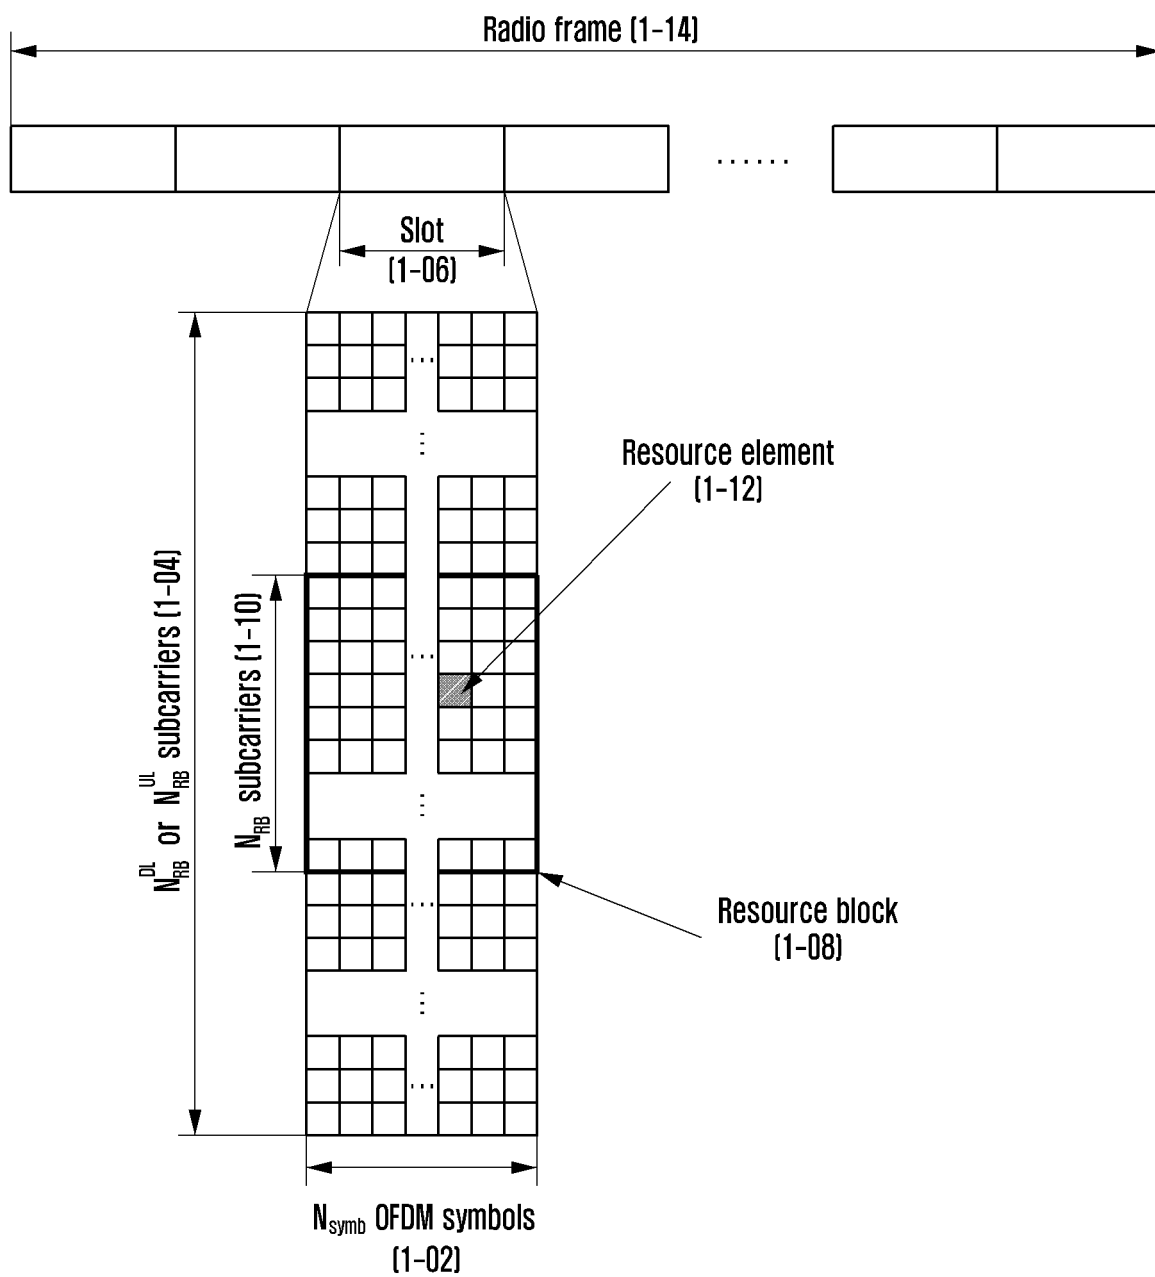 Radio frame (1-14)
......
Slot
(1-06)
Resource element
(1-12)
N_RB^DL or N_RB^UL subcarriers (1-04)
N_RB subcarriers (1-10)
Resource block
(1-08)
N_symb OFDM symbols
(1-02)